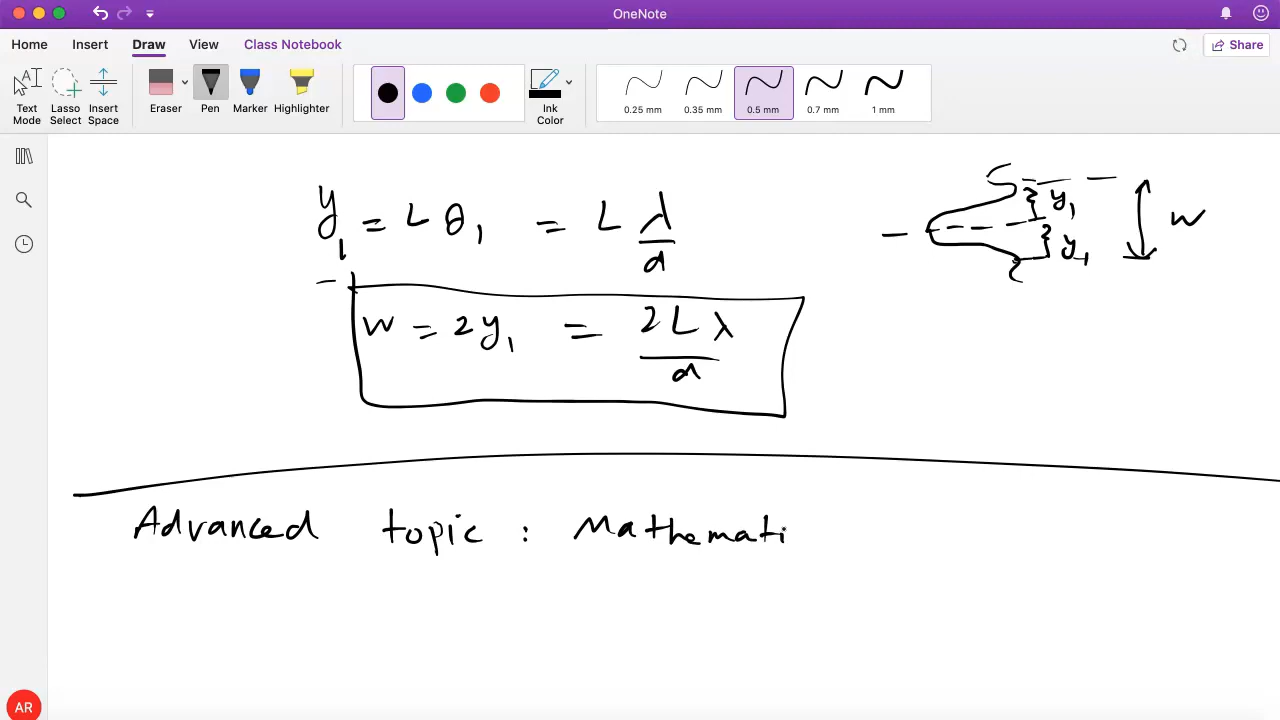 OneNote
Home Insert Draw View Class Notebook Share
Text Mode Lasso Select Insert Space Eraser Pen Marker Highlighter Ink Color 0.25 mm 0.35 mm 0.5 mm 0.7 mm 1 mm
y₁ = L θ₁ = L λ/a
y₁
y₁
w
w = 2y₁ = 2Lλ/a
Advanced topic : Mathemati
AR